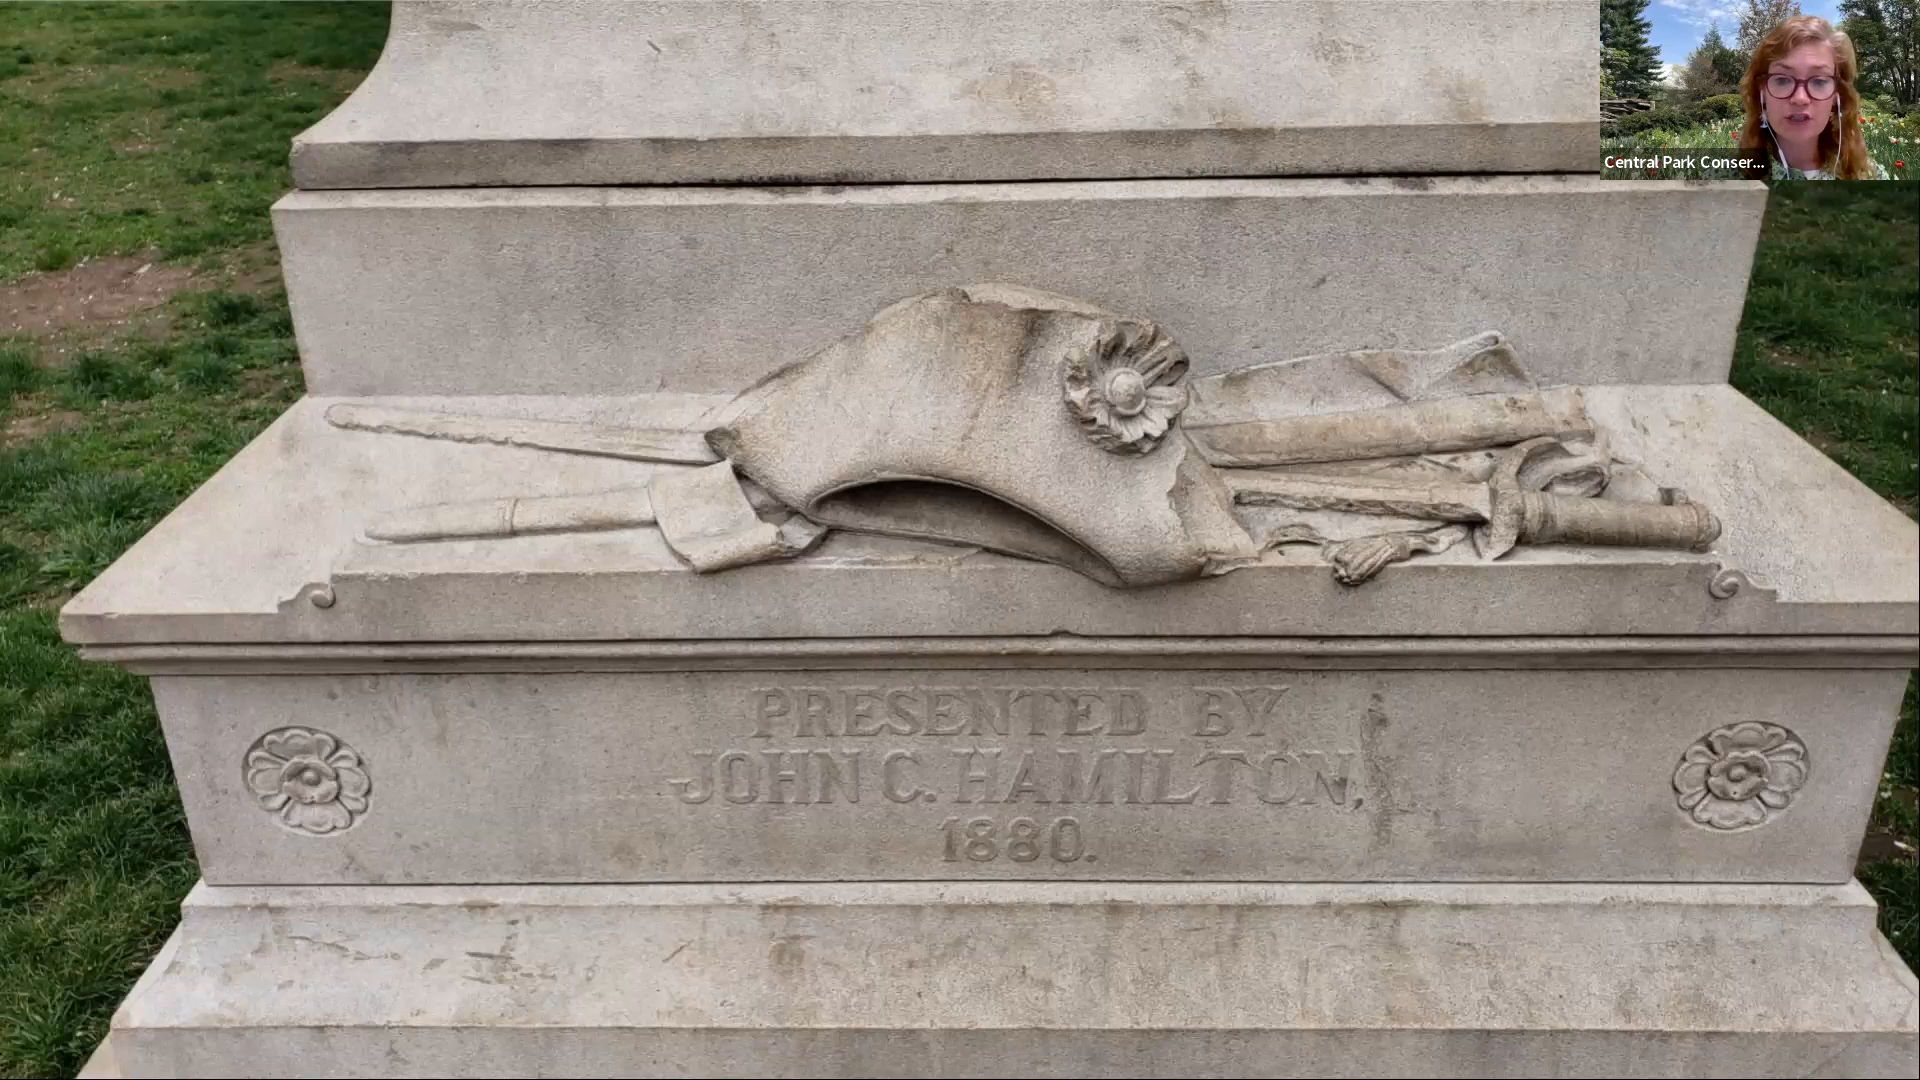 Central Park Conser...
PRESENTED BY
JOHN C. HAMILTON,
1880.